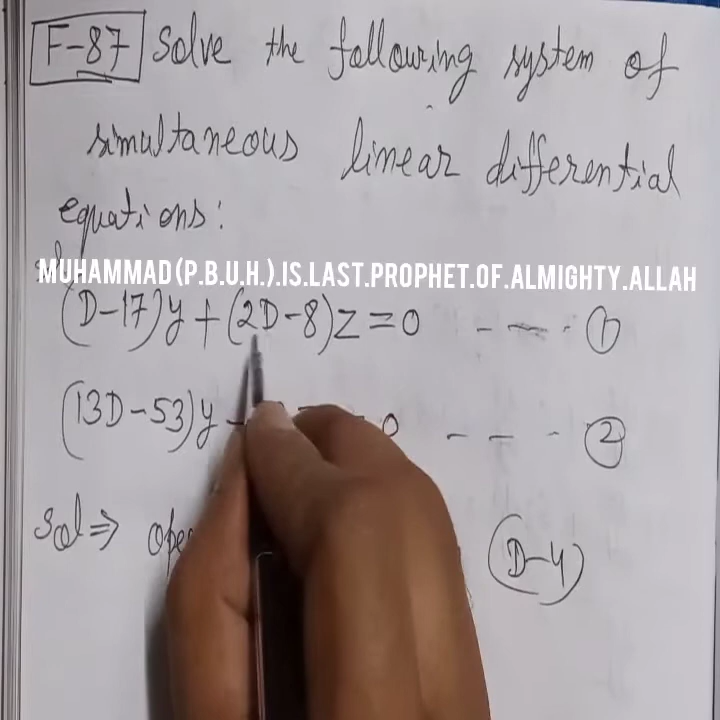 F-87 Solve the following system of
simultaneous linear differential
equations:
MUHAMMAD (P.B.U.H.).IS.LAST.PROPHET.OF.ALMIGHTY.ALLAH
(D-17)y + (2D-8)z = 0 - - - ①
(13D-53)y - 0 - - - ②
Sol ⇒ (D-4)